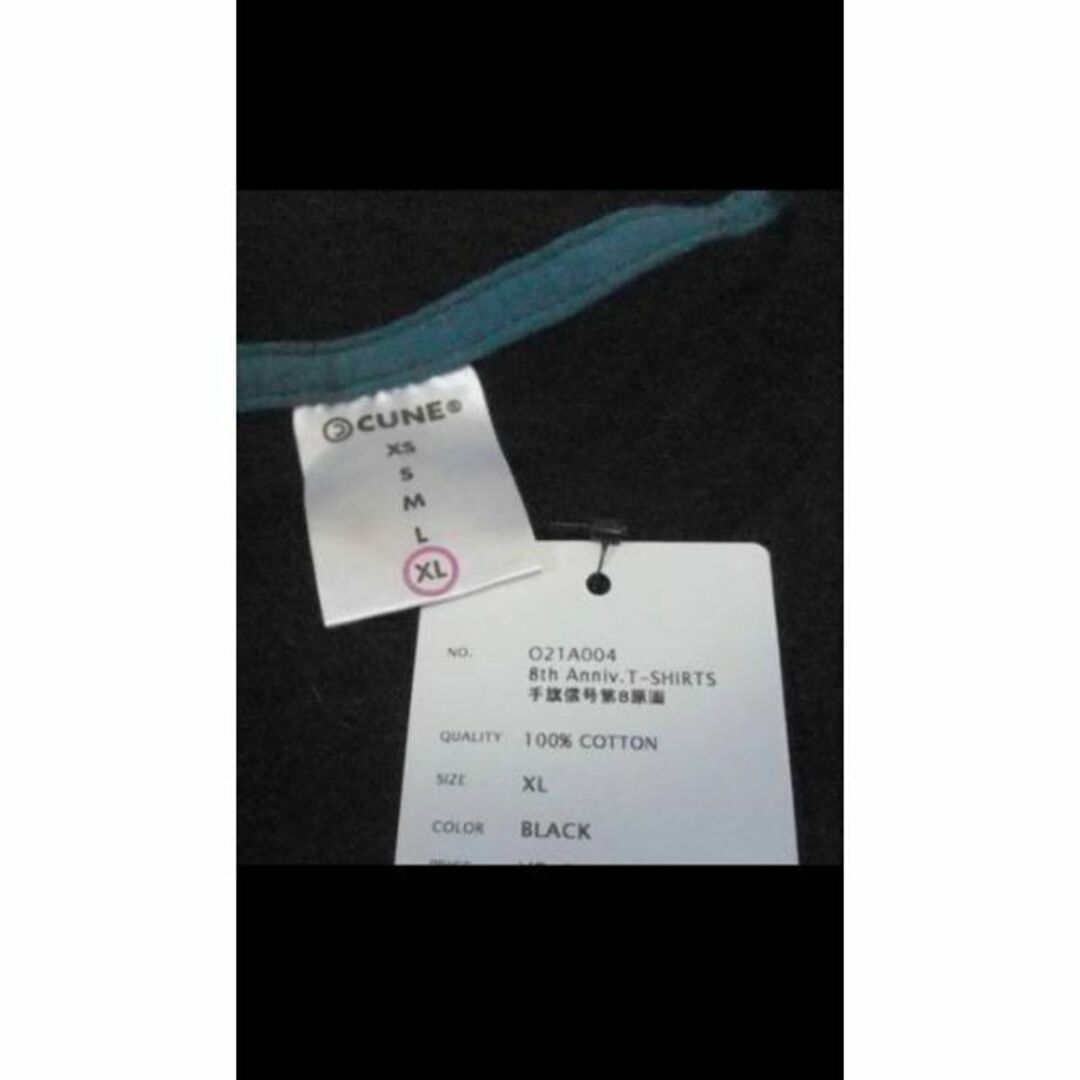 CUNE®
XS
S
M
L
XL
NO. O21A004
8th Anniv.T-SHIRTS
手旗信号第8原画
QUALITY 100% COTTON
SIZE XL
COLOR BLACK